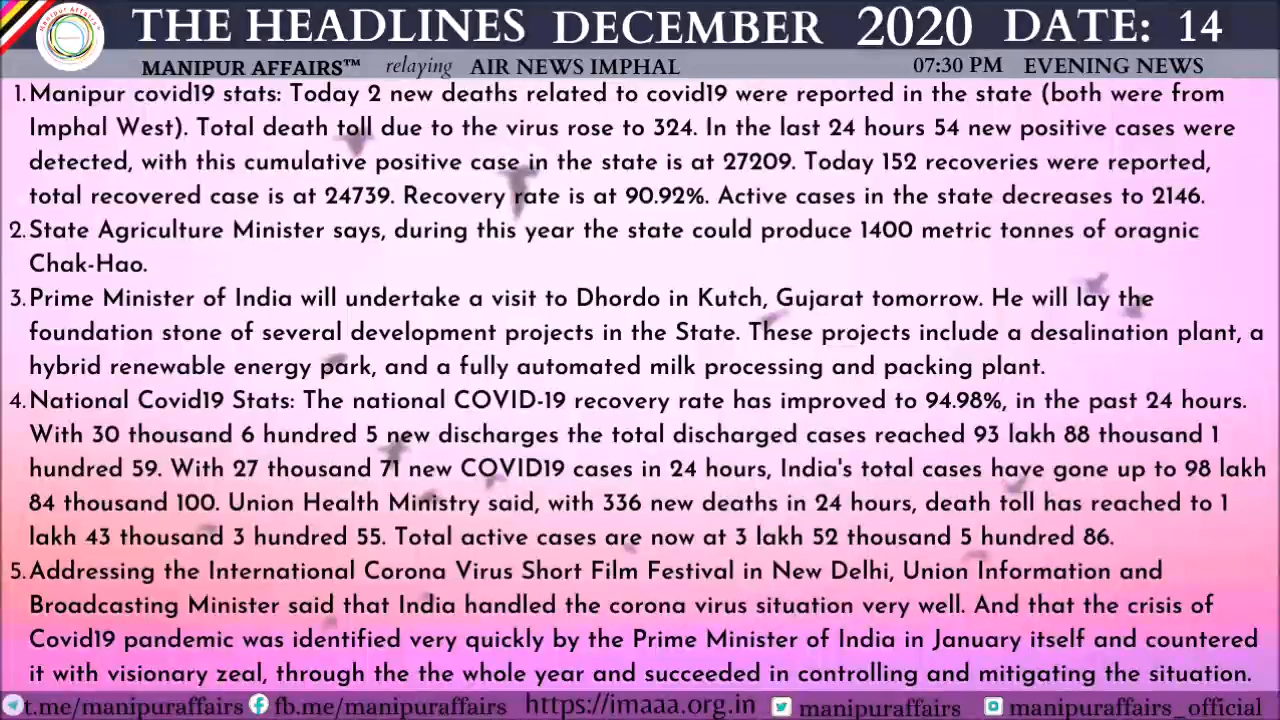 Manipur Affairs
THE HEADLINES DECEMBER 2020 DATE: 14
MANIPUR AFFAIRS™ relaying AIR NEWS IMPHAL 07:30 PM EVENING NEWS
1. Manipur covid19 stats: Today 2 new deaths related to covid19 were reported in the state (both were from
Imphal West). Total death toll due to the virus rose to 324. In the last 24 hours 54 new positive cases were
detected, with this cumulative positive case in the state is at 27209. Today 152 recoveries were reported,
total recovered case is at 24739. Recovery rate is at 90.92%. Active cases in the state decreases to 2146.
2. State Agriculture Minister says, during this year the state could produce 1400 metric tonnes of oragnic
Chak-Hao.
3. Prime Minister of India will undertake a visit to Dhordo in Kutch, Gujarat tomorrow. He will lay the
foundation stone of several development projects in the State. These projects include a desalination plant, a
hybrid renewable energy park, and a fully automated milk processing and packing plant.
4. National Covid19 Stats: The national COVID-19 recovery rate has improved to 94.98%, in the past 24 hours.
With 30 thousand 6 hundred 5 new discharges the total discharged cases reached 93 lakh 88 thousand 1
hundred 59. With 27 thousand 71 new COVID19 cases in 24 hours, India's total cases have gone up to 98 lakh
84 thousand 100. Union Health Ministry said, with 336 new deaths in 24 hours, death toll has reached to 1
lakh 43 thousand 3 hundred 55. Total active cases are now at 3 lakh 52 thousand 5 hundred 86.
5. Addressing the International Corona Virus Short Film Festival in New Delhi, Union Information and
Broadcasting Minister said that India handled the corona virus situation very well. And that the crisis of
Covid19 pandemic was identified very quickly by the Prime Minister of India in January itself and countered
it with visionary zeal, through the the whole year and succeeded in controlling and mitigating the situation.
t.me/manipuraffairs fb.me/manipuraffairs https://imaaa.org.in manipuraffairs manipuraffairs_official